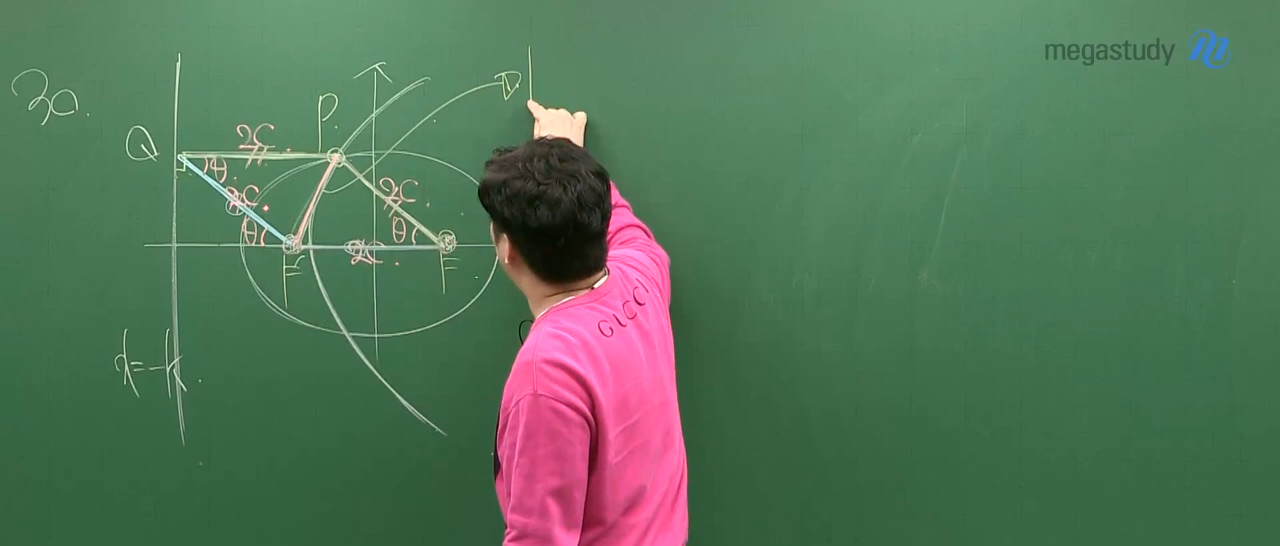 megastudy
30.
P.
Q
2C.
θ
2C.
2C.
θ
θ
2C.
F'
F
x=-k.
GUCCI